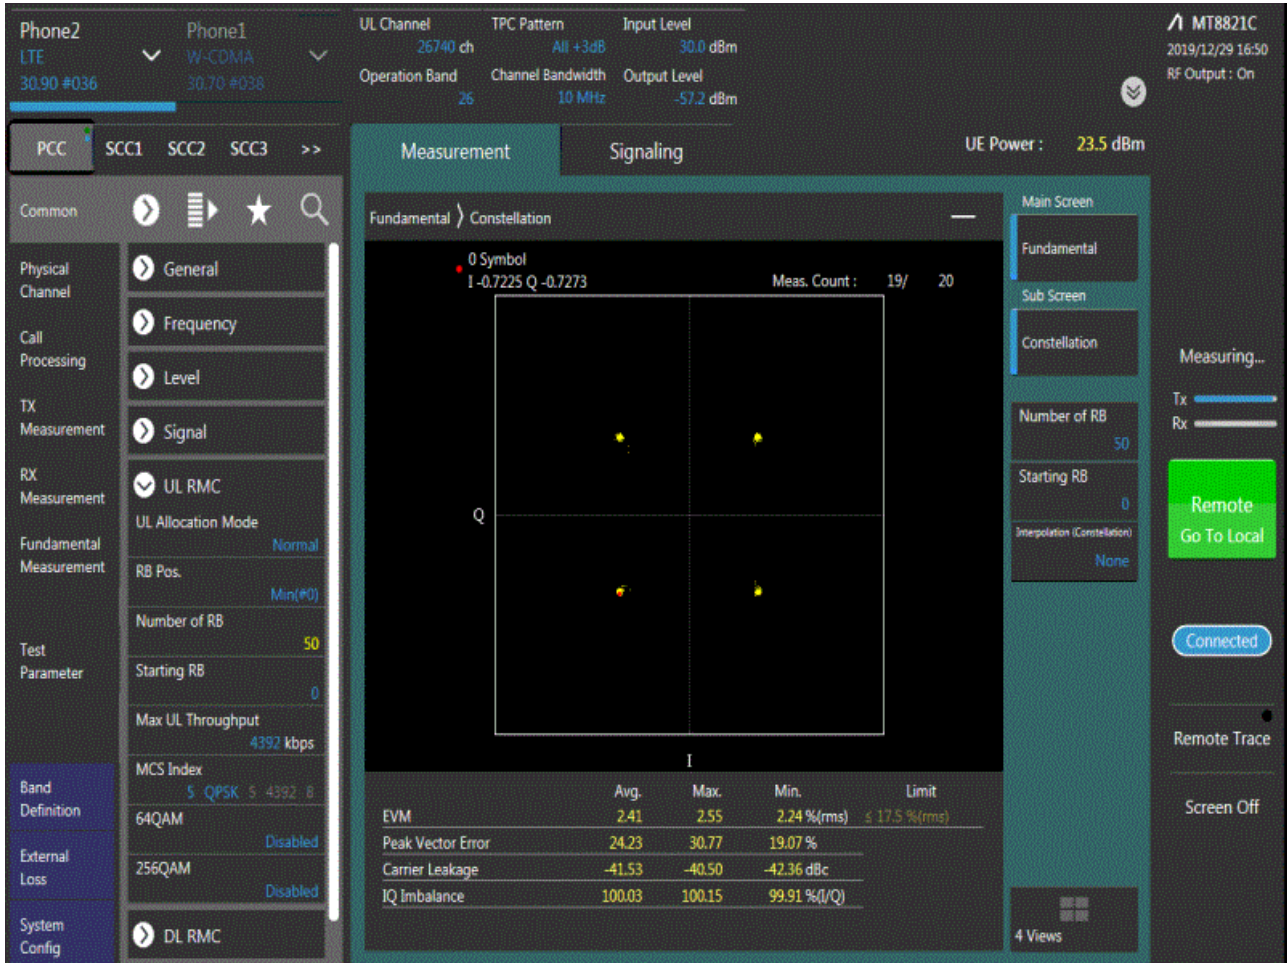 Phone2
LTE
30.90 #036
Phone1
W-CDMA
30.70 #038
UL Channel
26740 ch
TPC Pattern
All +3dB
Input Level
30.0 dBm
Operation Band
26
Channel Bandwidth
10 MHz
Output Level
-57.2 dBm
MT8821C
2019/12/29 16:50
RF Output : On
PCC SCC1 SCC2 SCC3 >>
Measurement
Signaling
UE Power : 23.5 dBm
Common
Physical
Channel
Call
Processing
TX
Measurement
RX
Measurement
Fundamental
Measurement
Test
Parameter
Band
Definition
External
Loss
System
Config
General
Frequency
Level
Signal
UL RMC
UL Allocation Mode
Normal
RB Pos.
Min(#0)
Number of RB
50
Starting RB
0
Max UL Throughput
4392 kbps
MCS Index
5 QPSK 5 4392 8
64QAM
Disabled
256QAM
Disabled
DL RMC
Fundamental 〉 Constellation
0 Symbol
I -0.7225 Q -0.7273
Meas. Count : 19/ 20
Q
I
Avg. Max. Min. Limit
EVM 2.41 2.55 2.24 %(rms) ≤ 17.5 %(rms)
Peak Vector Error 24.23 30.77 19.07 %
Carrier Leakage -41.53 -40.50 -42.36 dBc
IQ Imbalance 100.03 100.15 99.91 %(I/Q)
Main Screen
Fundamental
Sub Screen
Constellation
Number of RB
50
Starting RB
0
Interpolation (Constellation)
None
4 Views
Measuring...
Tx
Rx
Remote
Go To Local
Connected
Remote Trace
Screen Off